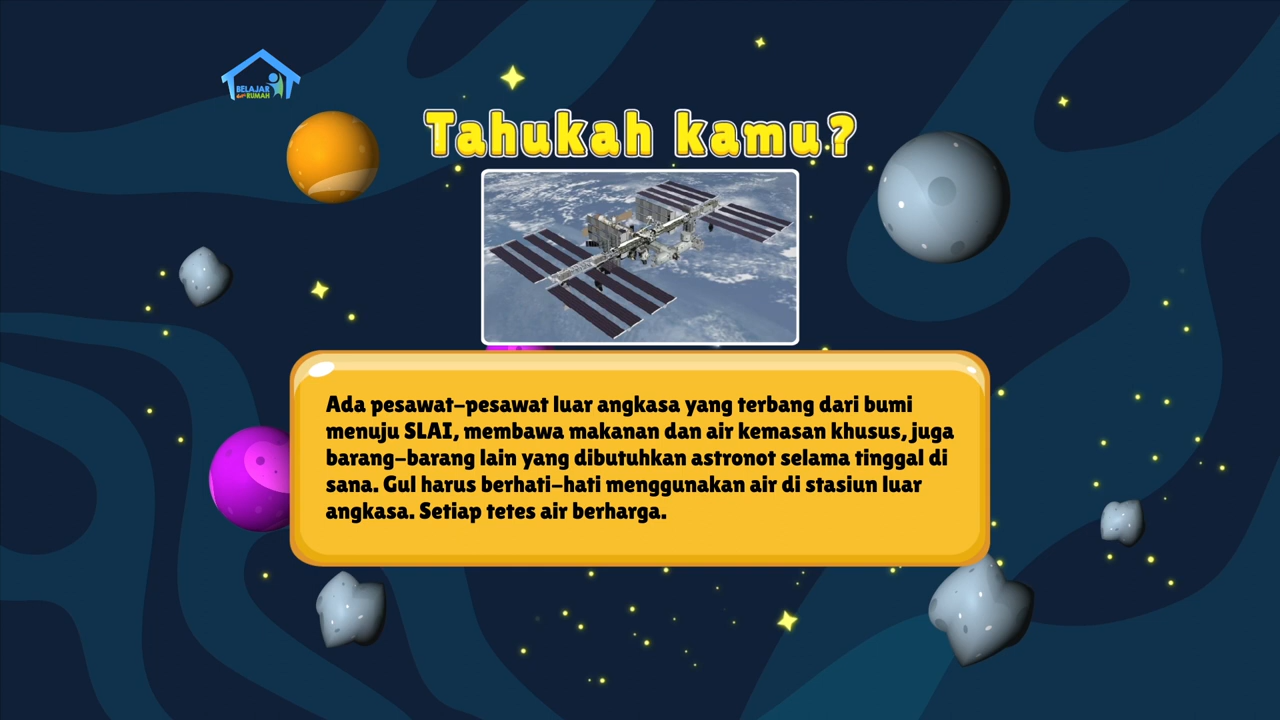 BELAJAR
dari RUMAH
Tahukah kamu?
Ada pesawat-pesawat luar angkasa yang terbang dari bumi
menuju SLAI, membawa makanan dan air kemasan khusus, juga
barang-barang lain yang dibutuhkan astronot selama tinggal di
sana. Gul harus berhati-hati menggunakan air di stasiun luar
angkasa. Setiap tetes air berharga.